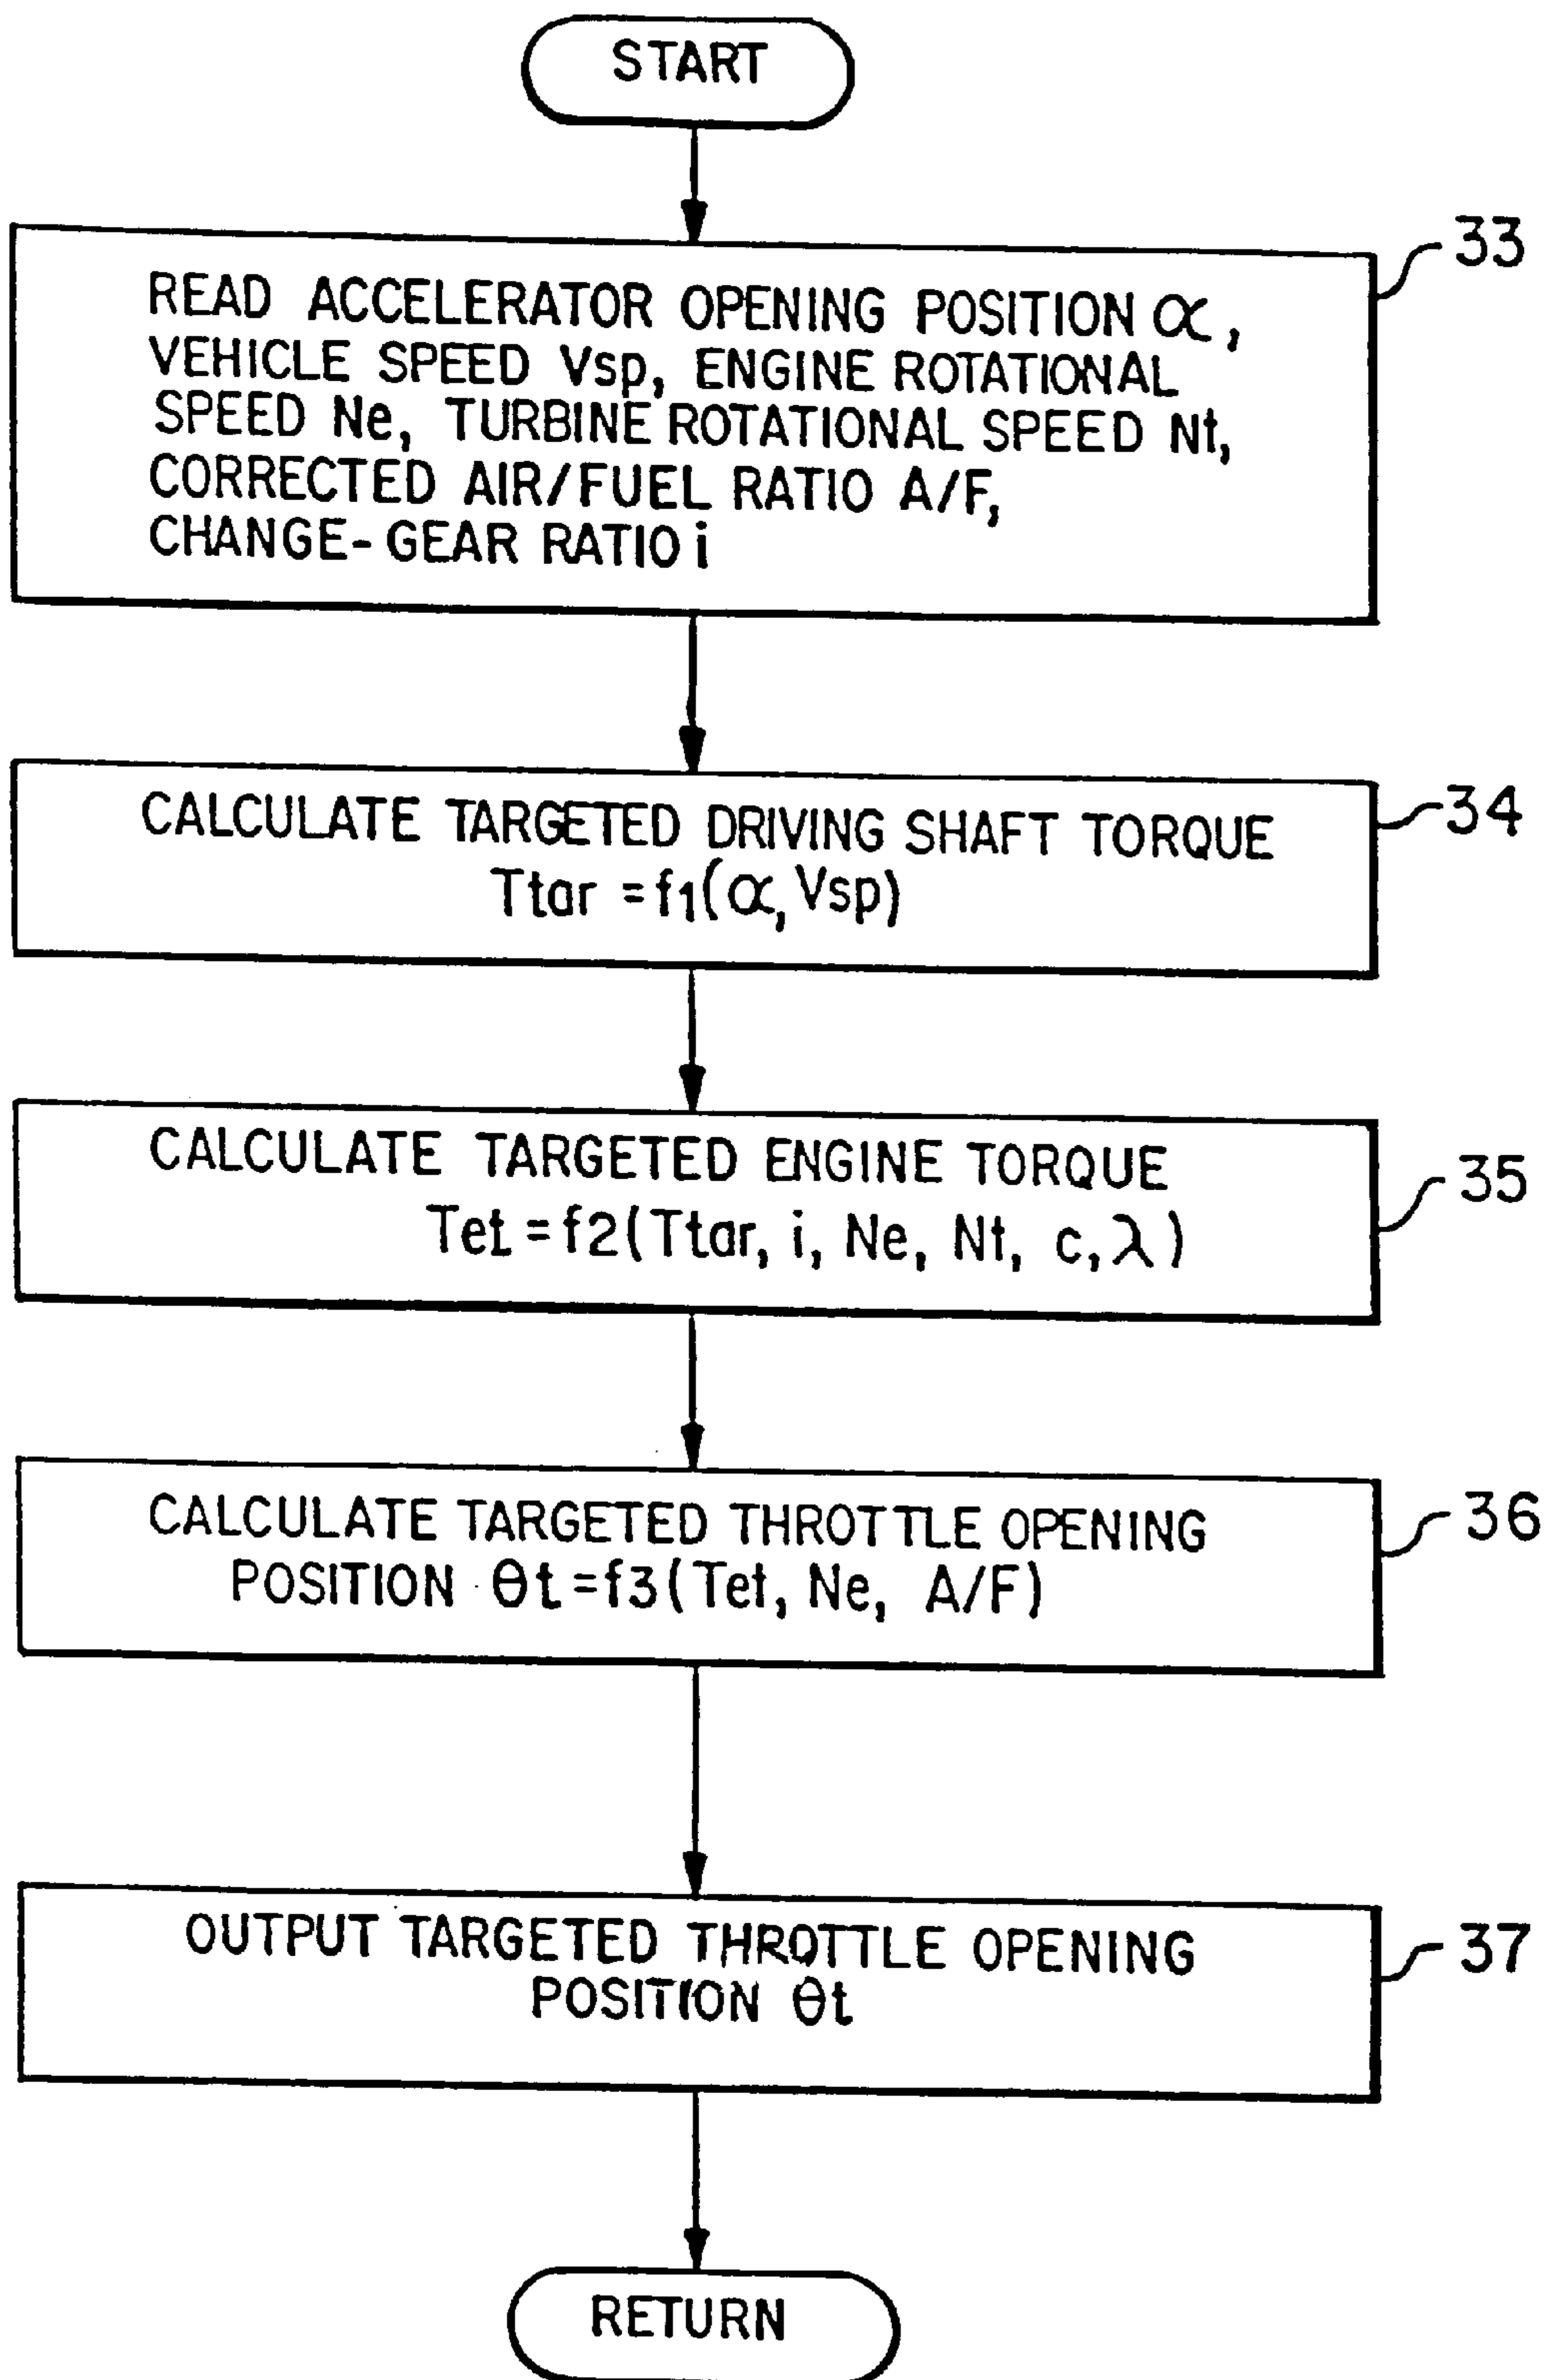 START
33
READ ACCELERATOR OPENING POSITION α,
VEHICLE SPEED Vsp, ENGINE ROTATIONAL
SPEED Ne, TURBINE ROTATIONAL SPEED Nt,
CORRECTED AIR/FUEL RATIO A/F,
CHANGE-GEAR RATIO i
34
CALCULATE TARGETED DRIVING SHAFT TORQUE
Ttar = f1(α, Vsp)
35
CALCULATE TARGETED ENGINE TORQUE
Tet = f2(Ttar, i, Ne, Nt, c, λ)
36
CALCULATE TARGETED THROTTLE OPENING
POSITION θt = f3(Tet, Ne, A/F)
37
OUTPUT TARGETED THROTTLE OPENING
POSITION θt
RETURN